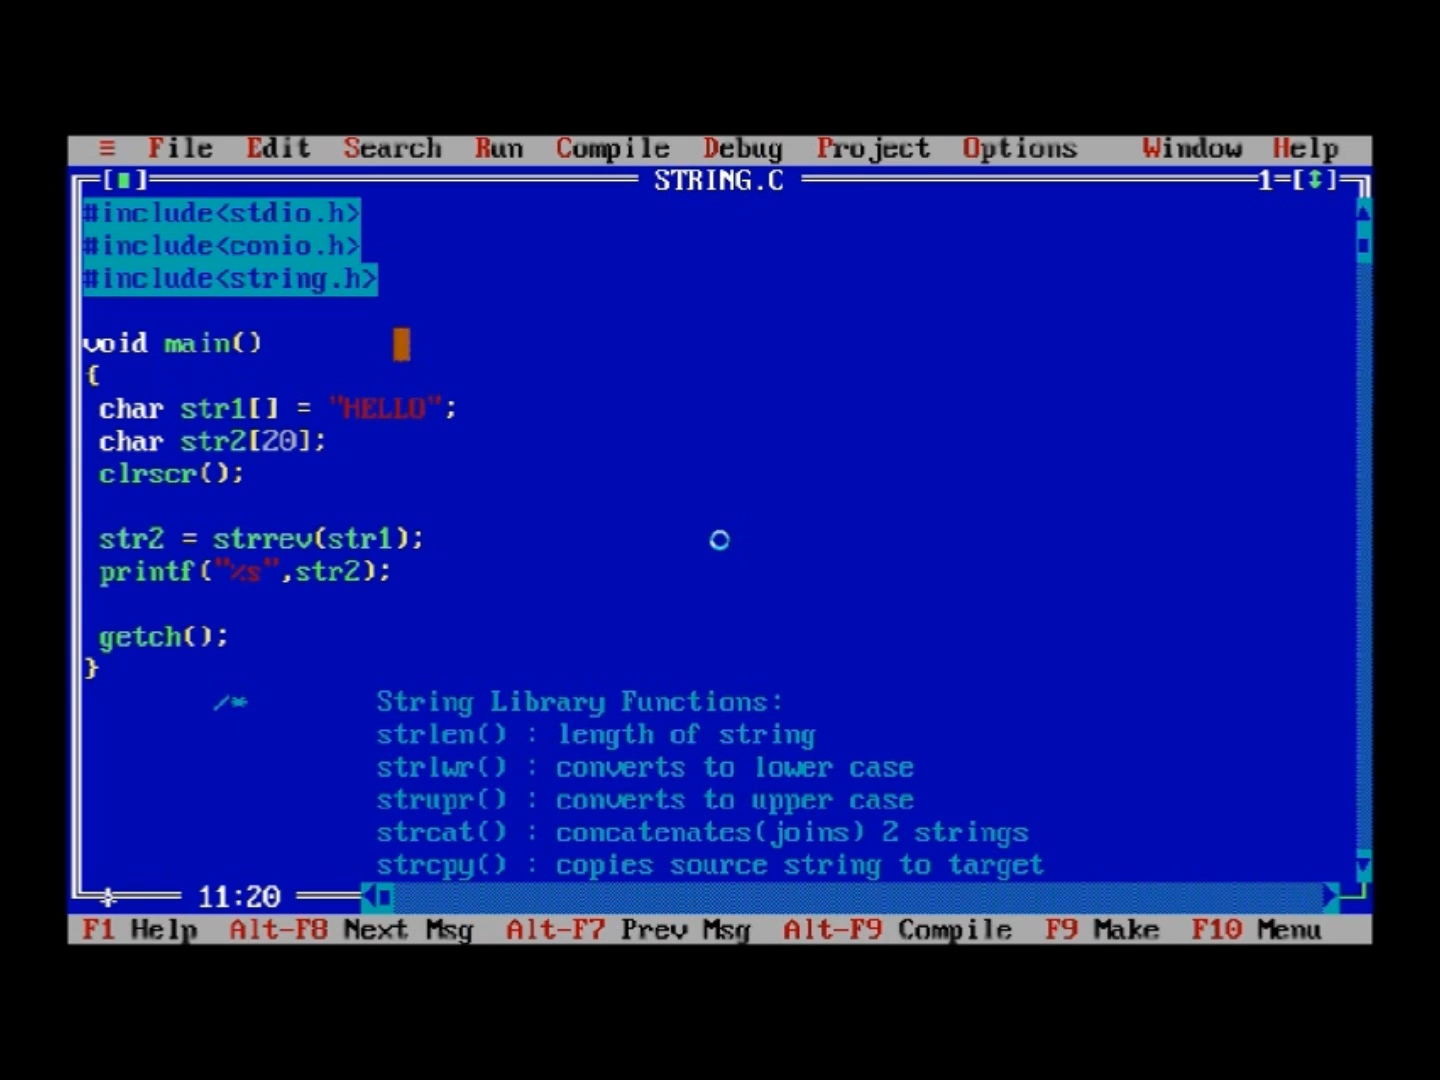 ≡ File Edit Search Run Compile Debug Project Options Window Help
[■] STRING.C 1=[↕]
#include<stdio.h>
#include<conio.h>
#include<string.h>
void main()
{
char str1[] = "HELLO";
char str2[20];
clrscr();
str2 = strrev(str1);
printf("%s",str2);
getch();
}
/* String Library Functions:
strlen() : length of string
strlwr() : converts to lower case
strupr() : converts to upper case
strcat() : concatenates(joins) 2 strings
strcpy() : copies source string to target
11:20
F1 Help Alt-F8 Next Msg Alt-F7 Prev Msg Alt-F9 Compile F9 Make F10 Menu